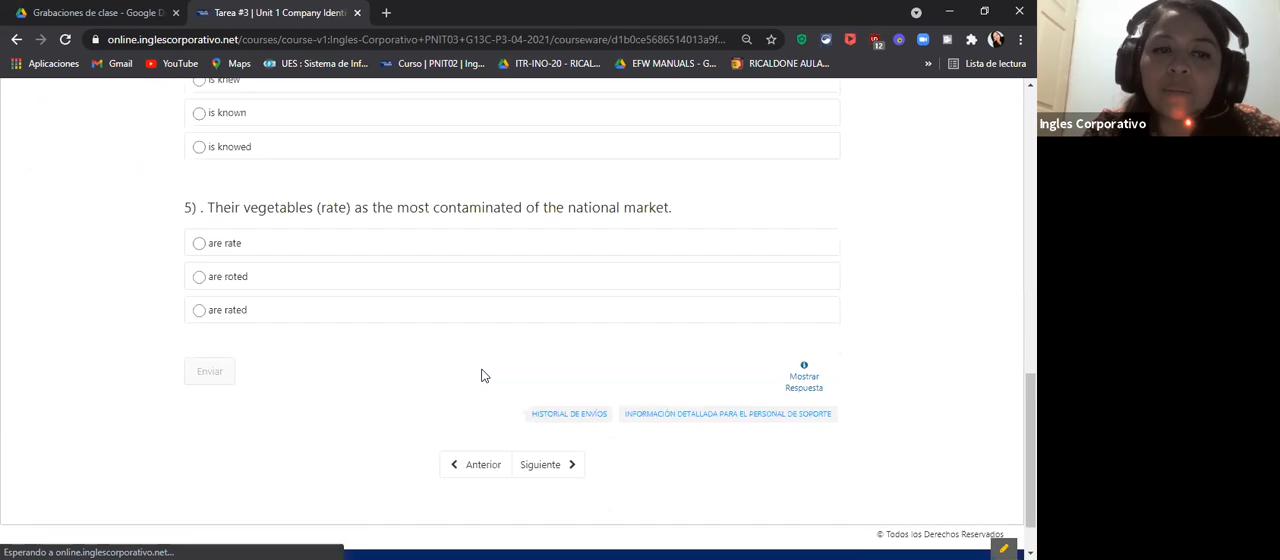 Grabaciones de clase - Google D
Tarea #3 | Unit 1 Company Identi
online.inglescorporativo.net/courses/course-v1:Ingles-Corporativo+PNIT03+G13C-P3-04-2021/courseware/d1b0ce5686514013a9f...
12
Aplicaciones
Gmail
YouTube
Maps
UES : Sistema de Inf...
Curso | PNIT02 | Ing...
ITR-INO-20 - RICAL...
EFW MANUALS - G...
RICALDONE AULA...
»
Lista de lectura
Ingles Corporativo
is knew
is known
is knowed
5) . Their vegetables (rate) as the most contaminated of the national market.
are rate
are roted
are rated
Enviar
Mostrar
Respuesta
HISTORIAL DE ENVÍOS
INFORMACIÓN DETALLADA PARA EL PERSONAL DE SOPORTE
Anterior
Siguiente
© Todos los Derechos Reservados
Esperando a online.inglescorporativo.net...